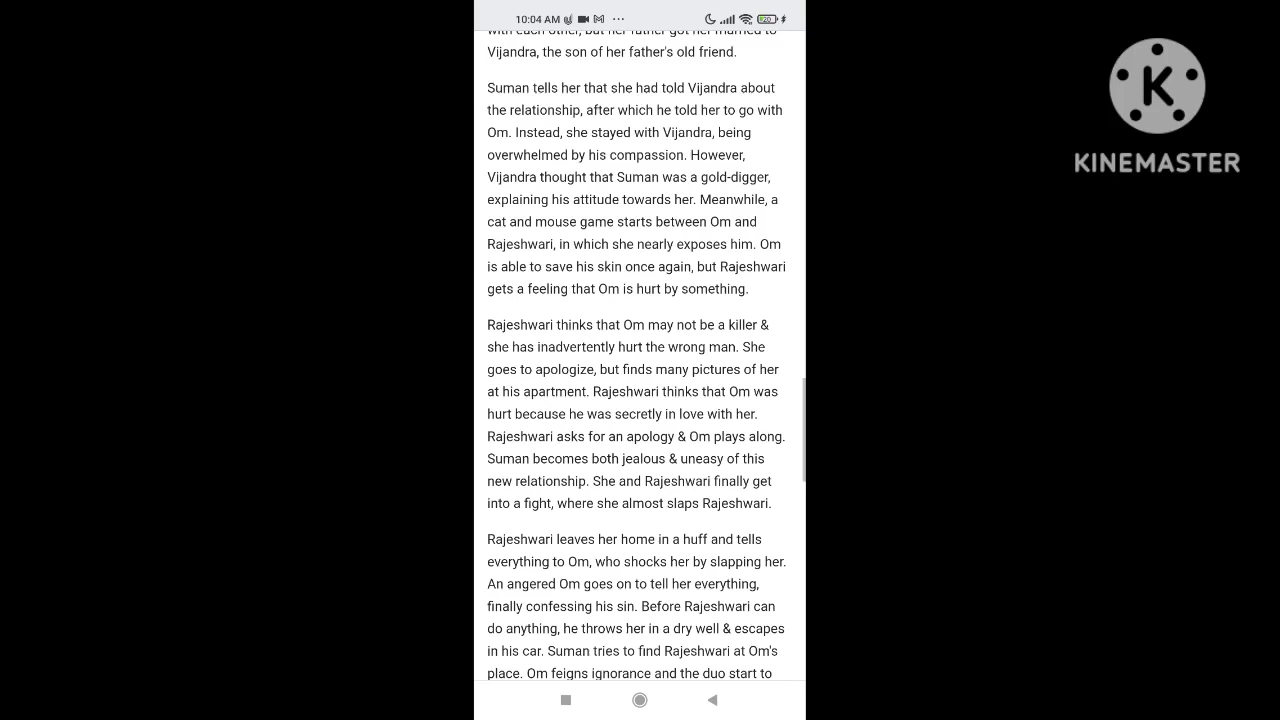 10:04 AM
20
with each other, but her father got her married to
Vijandra, the son of her father's old friend.
Suman tells her that she had told Vijandra about
the relationship, after which he told her to go with
Om. Instead, she stayed with Vijandra, being
overwhelmed by his compassion. However,
Vijandra thought that Suman was a gold-digger,
explaining his attitude towards her. Meanwhile, a
cat and mouse game starts between Om and
Rajeshwari, in which she nearly exposes him. Om
is able to save his skin once again, but Rajeshwari
gets a feeling that Om is hurt by something.
Rajeshwari thinks that Om may not be a killer &
she has inadvertently hurt the wrong man. She
goes to apologize, but finds many pictures of her
at his apartment. Rajeshwari thinks that Om was
hurt because he was secretly in love with her.
Rajeshwari asks for an apology & Om plays along.
Suman becomes both jealous & uneasy of this
new relationship. She and Rajeshwari finally get
into a fight, where she almost slaps Rajeshwari.
Rajeshwari leaves her home in a huff and tells
everything to Om, who shocks her by slapping her.
An angered Om goes on to tell her everything,
finally confessing his sin. Before Rajeshwari can
do anything, he throws her in a dry well & escapes
in his car. Suman tries to find Rajeshwari at Om's
place. Om feigns ignorance and the duo start to
K
KINEMASTER